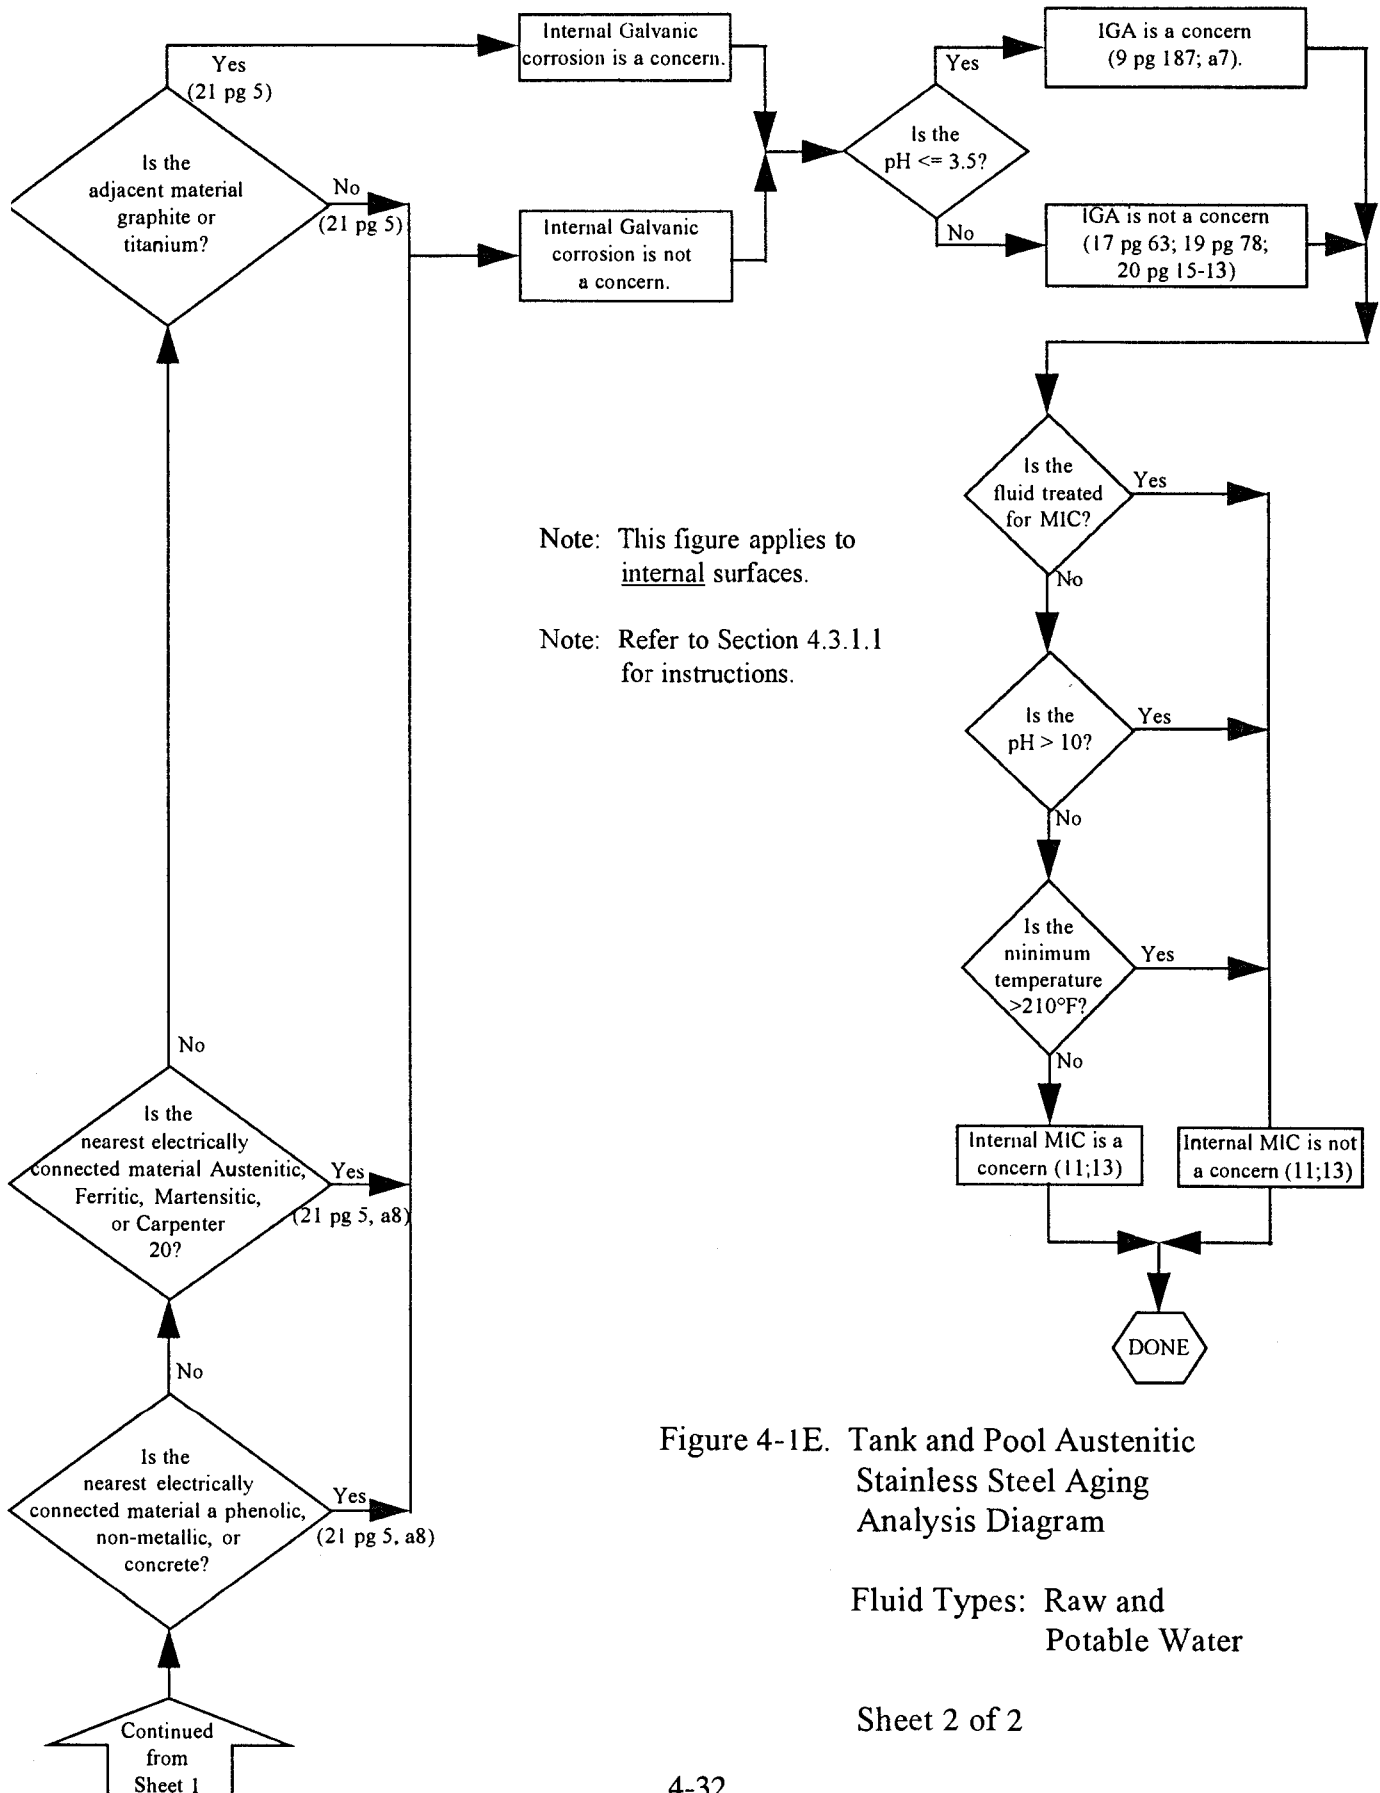 Internal Galvanic
corrosion is a concern.
IGA is a concern
(9 pg 187; a7).
Yes
(21 pg 5)
Yes
Is the
pH <= 3.5?
Is the
adjacent material
graphite or
titanium?
No
(21 pg 5)
Internal Galvanic
corrosion is not
a concern.
No
IGA is not a concern
(17 pg 63; 19 pg 78;
20 pg 15-13)
Is the
fluid treated
for MIC?
Yes
No
Note: This figure applies to
internal surfaces.
Note: Refer to Section 4.3.1.1
for instructions.
Is the
pH > 10?
Yes
No
Is the
minimum
temperature
>210°F?
Yes
No
No
Is the
nearest electrically
connected material Austenitic,
Ferritic, Martensitic,
or Carpenter
20?
Yes
(21 pg 5, a8)
Internal MIC is a
concern (11;13)
Internal MIC is not
a concern (11;13)
DONE
No
Is the
nearest electrically
connected material a phenolic,
non-metallic, or
concrete?
Yes
(21 pg 5, a8)
Figure 4-1E. Tank and Pool Austenitic
Stainless Steel Aging
Analysis Diagram
Fluid Types: Raw and
Potable Water
Sheet 2 of 2
Continued
from
Sheet 1
4-32